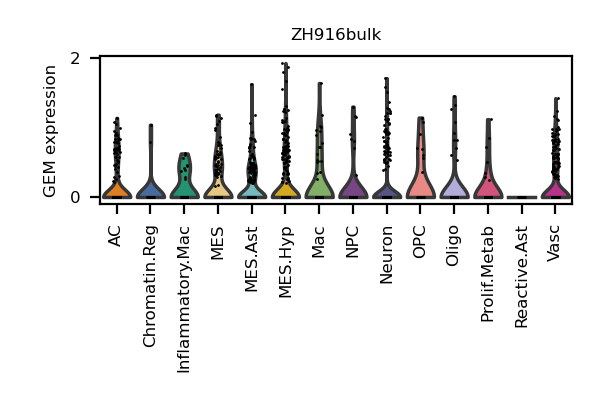 ZH916bulk
GEM expression
2
0
AC
Chromatin.Reg
Inflammatory.Mac
MES
MES.Ast
MES.Hyp
Mac
NPC
Neuron
OPC
Oligo
Prolif.Metab
Reactive.Ast
Vasc